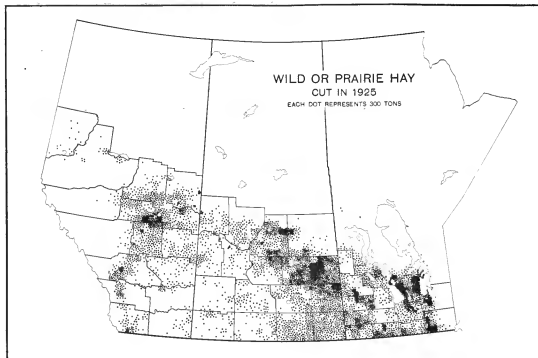 WILD OR PRAIRIE HAY
CUT IN 1925
EACH DOT REPRESENTS 300 TONS